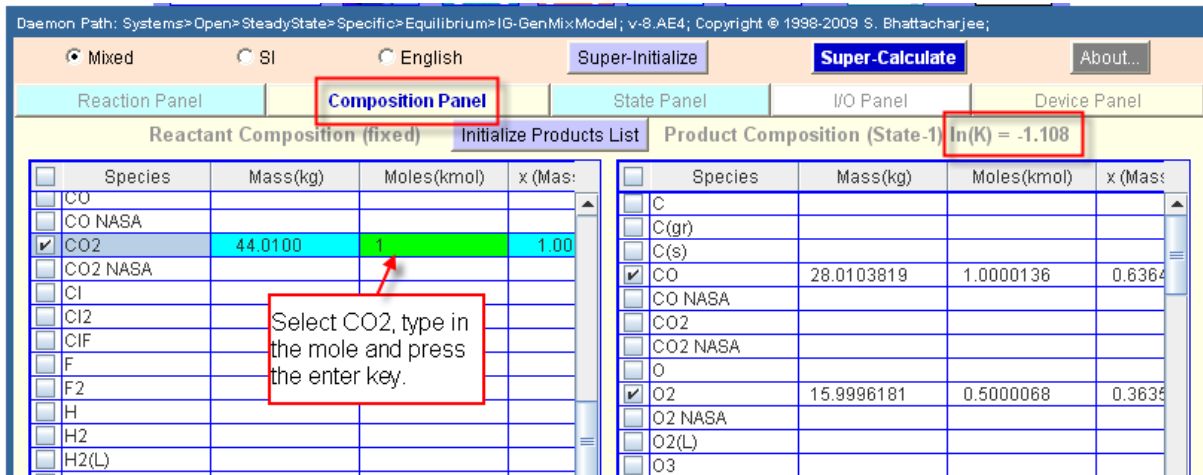 Daemon Path: Systems>Open>SteadyState>Specific>Equilibrium>IG-GenMixModel; v-8.AE4; Copyright © 1998-2009 S. Bhattacharjee;
Mixed SI English Super-Initialize Super-Calculate About...
Reaction Panel Composition Panel State Panel I/O Panel Device Panel
Reactant Composition (fixed) Initialize Products List Product Composition (State-1) ln(K) = -1.108
Species Mass(kg) Moles(kmol) x (Mass
CO
CO NASA
CO2 44.0100 1 1.00
CO2 NASA
Cl
Cl2
ClF
F
F2
H
H2
H2(L)
Select CO2, type in
the mole and press
the enter key.
Species Mass(kg) Moles(kmol) x (Mass
C
C(gr)
C(s)
CO 28.0103819 1.0000136 0.6364
CO NASA
CO2
CO2 NASA
O
O2 15.9996181 0.5000068 0.3635
O2 NASA
O2(L)
O3